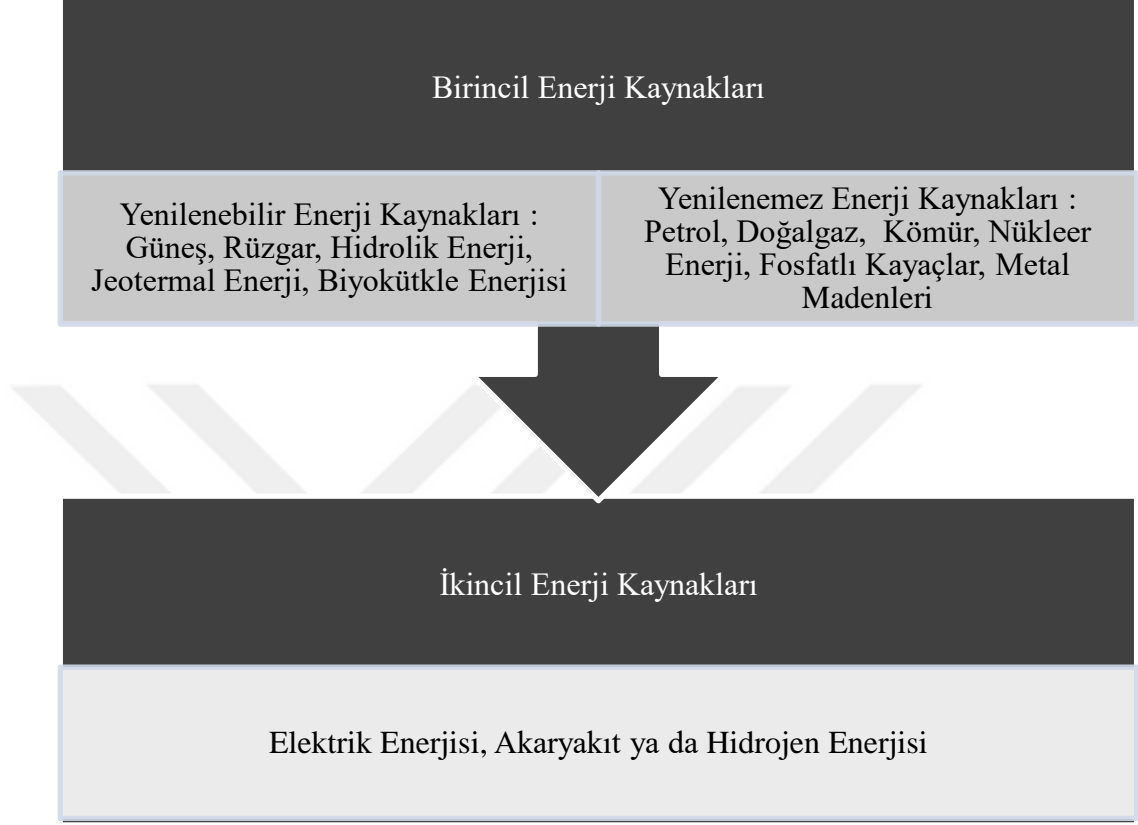 Birincil Enerji Kaynakları
Yenilenebilir Enerji Kaynakları :
Güneş, Rüzgar, Hidrolik Enerji,
Jeotermal Enerji, Biyokütkle Enerjisi
Yenilenemez Enerji Kaynakları :
Petrol, Doğalgaz, Kömür, Nükleer
Enerji, Fosfatlı Kayaçlar, Metal
Madenleri
İkincil Enerji Kaynakları
Elektrik Enerjisi, Akaryakıt ya da Hidrojen Enerjisi